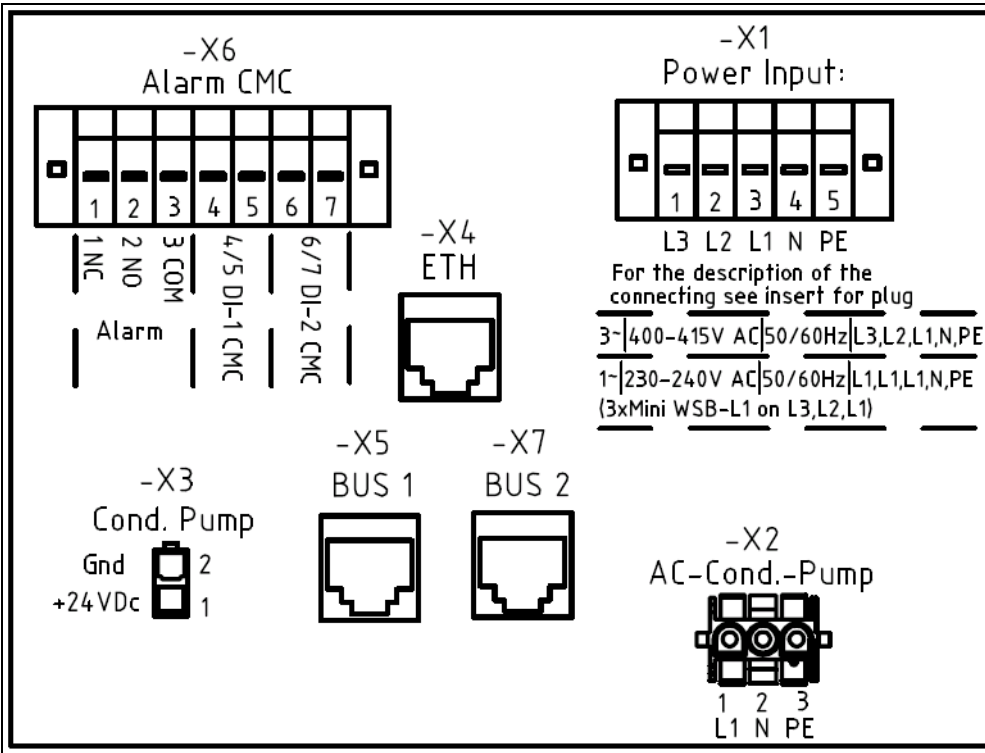 -X6
Alarm CMC
1 2 3 4 5 6 7
1 NC
2 NO
3 COM
4/5 DI-1 CMC
6/7 DI-2 CMC
Alarm
-X4
ETH
-X1
Power Input:
1 2 3 4 5
L3 L2 L1 N PE
For the description of the
connecting see insert for plug
3~|400-415V AC|50/60Hz|L3,L2,L1,N,PE
1~|230-240V AC|50/60Hz|L1,L1,L1,N,PE
(3xMini WSB-L1 on L3,L2,L1)
-X3
Cond. Pump
Gnd 2
+24VDc 1
-X5
BUS 1
-X7
BUS 2
-X2
AC-Cond.-Pump
1 2 3
L1 N PE